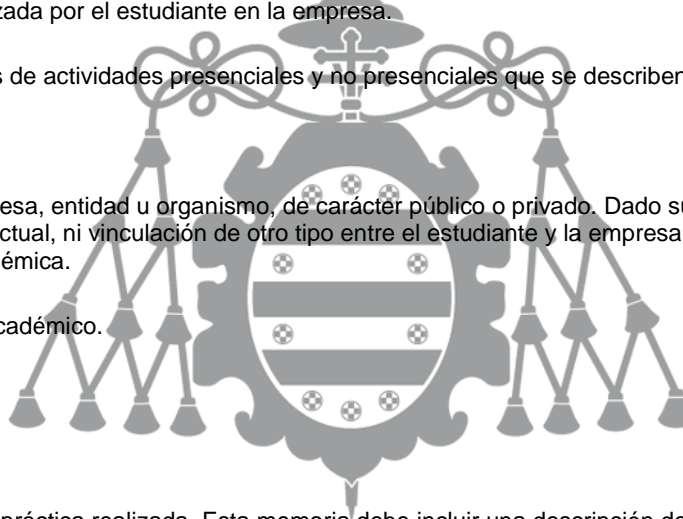 zada por el estudiante en la empresa.
s de actividades presenciales y no presenciales que se describen
esa, entidad u organismo, de carácter público o privado. Dado su
ctual, ni vinculación de otro tipo entre el estudiante y la empresa
démica.
cadémico.
práctica realizada. Esta memoria debe incluir una descripción de